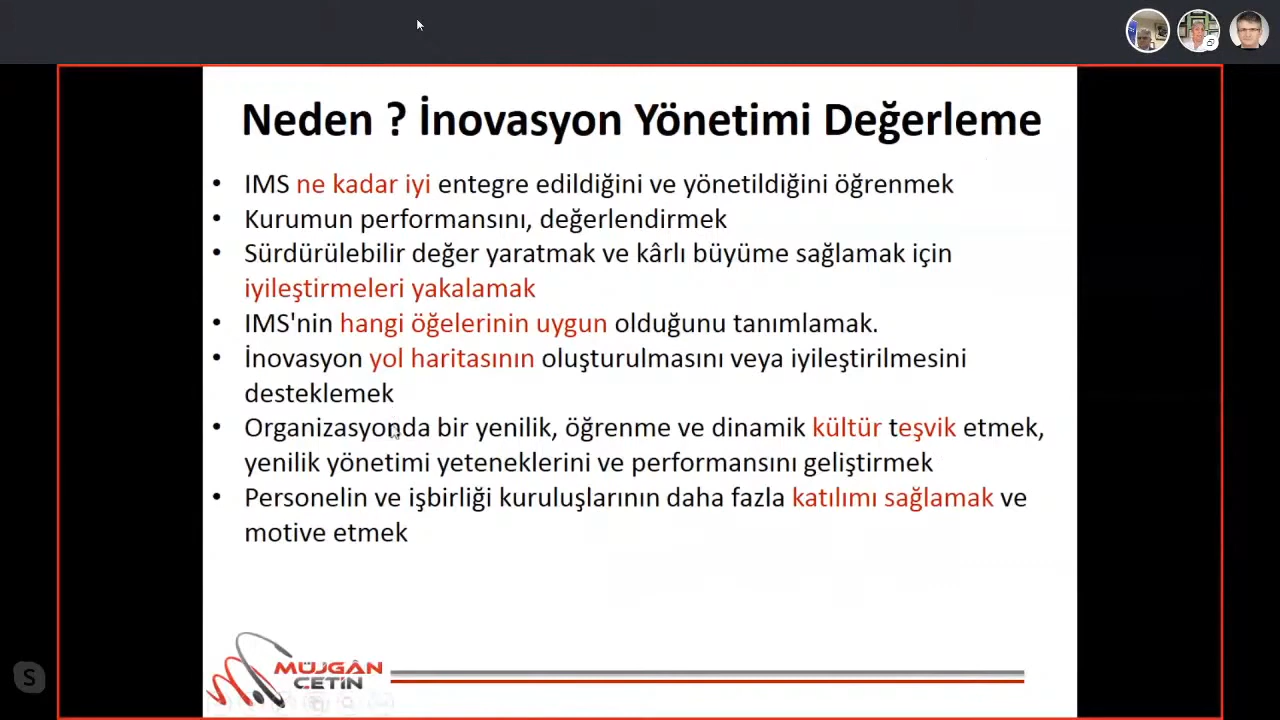 Neden ? İnovasyon Yönetimi Değerleme
• IMS ne kadar iyi entegre edildiğini ve yönetildiğini öğrenmek
• Kurumun performansını, değerlendirmek
• Sürdürülebilir değer yaratmak ve kârlı büyüme sağlamak için
iyileştirmeleri yakalamak
• IMS'nin hangi öğelerinin uygun olduğunu tanımlamak.
• İnovasyon yol haritasının oluşturulmasını veya iyileştirilmesini
desteklemek
• Organizasyonda bir yenilik, öğrenme ve dinamik kültür teşvik etmek,
yenilik yönetimi yeteneklerini ve performansını geliştirmek
• Personelin ve işbirliği kuruluşlarının daha fazla katılımı sağlamak ve
motive etmek
S
MÜJGÂN
ÇETİN